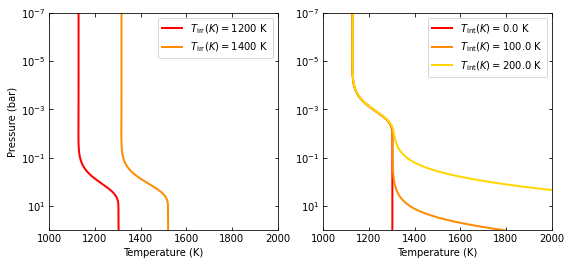 10^-7
10^-5
10^-3
10^-1
10^1
Pressure (bar)
1000 1200 1400 1600 1800 2000
Temperature (K)
T_irr(K) = 1200 K
T_irr(K) = 1400 K
10^-7
10^-5
10^-3
10^-1
10^1
1000 1200 1400 1600 1800 2000
Temperature (K)
T_int(K) = 0.0 K
T_int(K) = 100.0 K
T_int(K) = 200.0 K